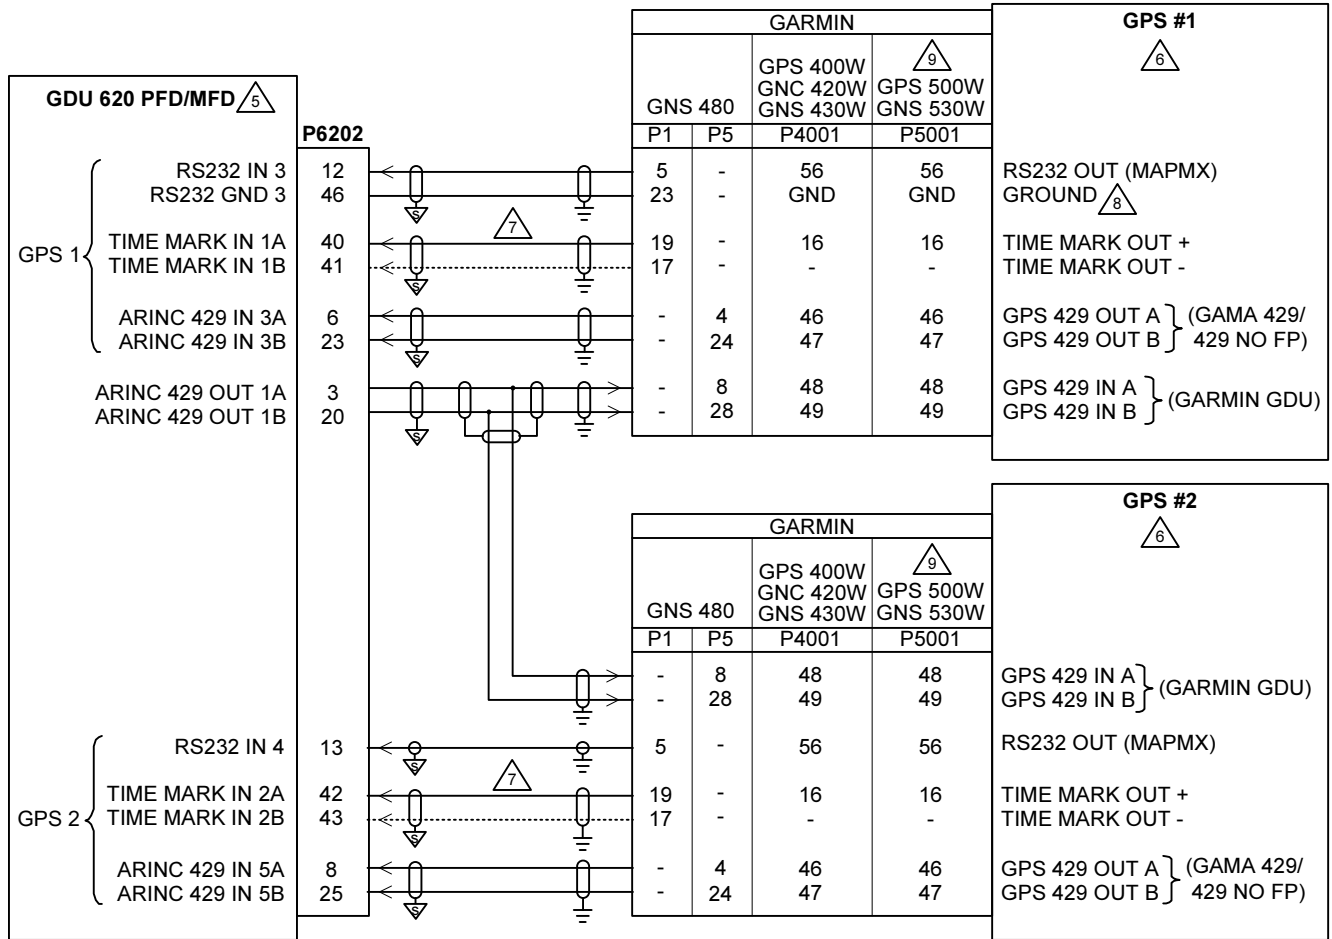 GARMIN GPS #1
6
9
GPS 400W
GNC 420W GPS 500W
GDU 620 PFD/MFD 5 GNS 480 GNS 430W GNS 530W
P6202 P1 P5 P4001 P5001
RS232 IN 3 12 5 - 56 56 RS232 OUT (MAPMX)
RS232 GND 3 46 S 23 - GND GND GROUND 8
7
TIME MARK IN 1A 40 19 - 16 16 TIME MARK OUT +
GPS 1 TIME MARK IN 1B 41 S 17 - - - TIME MARK OUT -
ARINC 429 IN 3A 6 - 4 46 46 GPS 429 OUT A (GAMA 429/
ARINC 429 IN 3B 23 S - 24 47 47 GPS 429 OUT B 429 NO FP)
ARINC 429 OUT 1A 3 - 8 48 48 GPS 429 IN A
ARINC 429 OUT 1B 20 S - 28 49 49 GPS 429 IN B (GARMIN GDU)
GARMIN GPS #2
6
9
GPS 400W
GNC 420W GPS 500W
GNS 480 GNS 430W GNS 530W
P1 P5 P4001 P5001
- 8 48 48 GPS 429 IN A
- 28 49 49 GPS 429 IN B (GARMIN GDU)
RS232 IN 4 13 S 5 - 56 56 RS232 OUT (MAPMX)
7
TIME MARK IN 2A 42 19 - 16 16 TIME MARK OUT +
GPS 2 TIME MARK IN 2B 43 S 17 - - - TIME MARK OUT -
ARINC 429 IN 5A 8 - 4 46 46 GPS 429 OUT A (GAMA 429/
ARINC 429 IN 5B 25 S - 24 47 47 GPS 429 OUT B 429 NO FP)